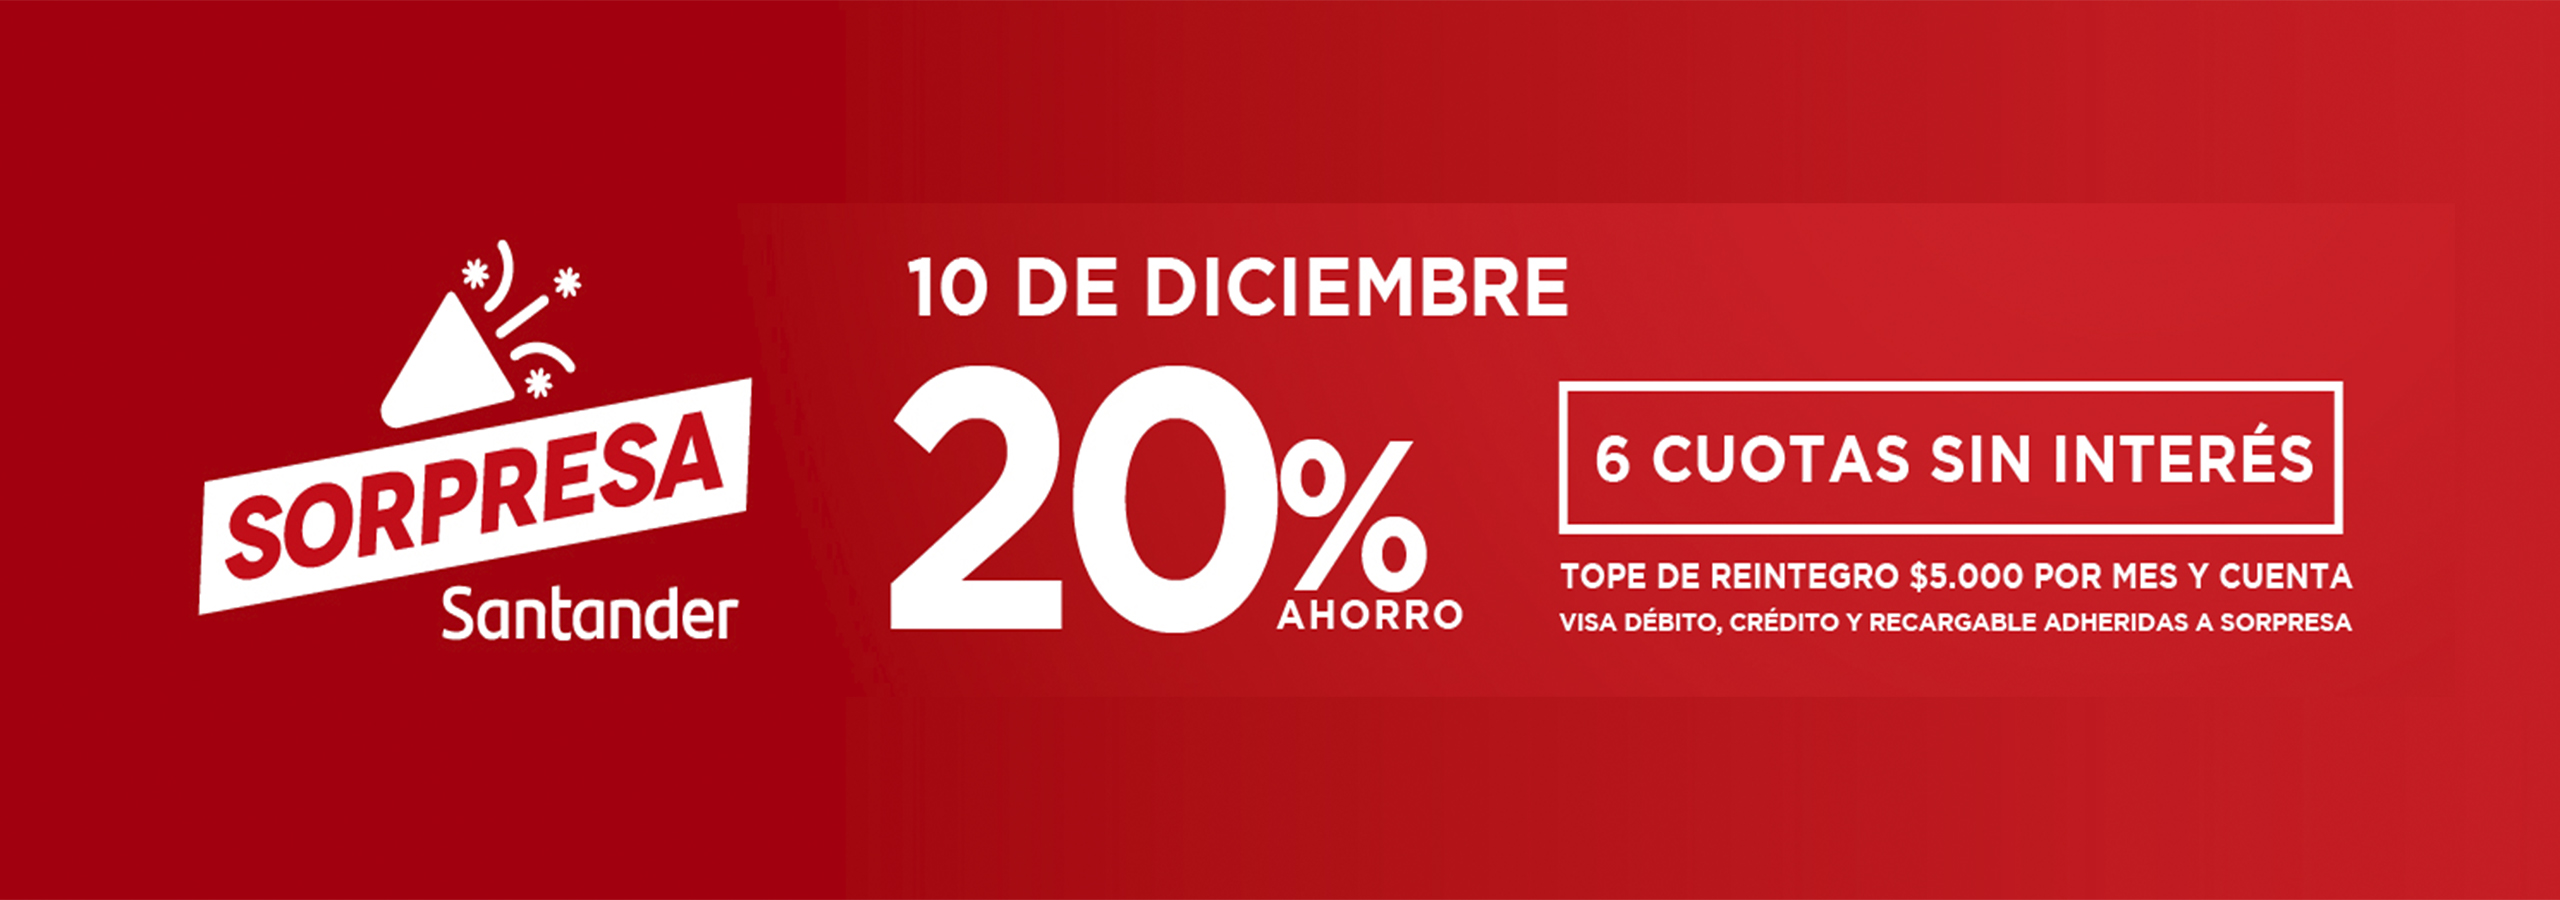 SORPRESA
Santander
10 DE DICIEMBRE
20%
AHORRO
6 CUOTAS SIN INTERÉS
TOPE DE REINTEGRO $5.000 POR MES Y CUENTA
VISA DÉBITO, CRÉDITO Y RECARGABLE ADHERIDAS A SORPRESA